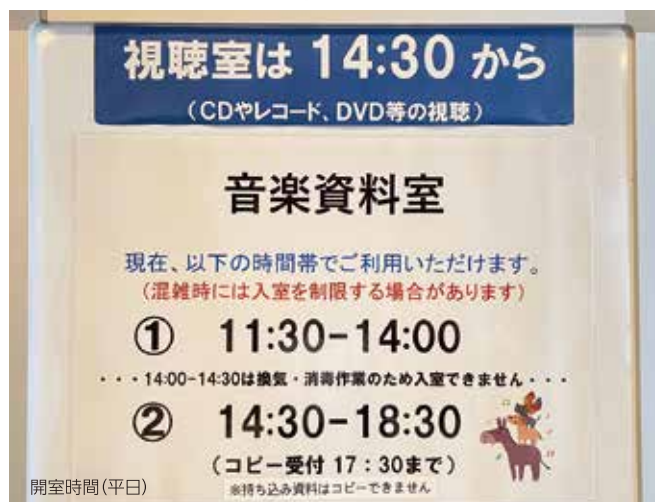 視聴室は 14:30 から
(CDやレコード、DVD等の視聴)
音楽資料室
現在、以下の時間帯でご利用いただけます。
(混雑時には入室を制限する場合があります)
① 11:30-14:00
・・・14:00-14:30は換気・消毒作業のため入室できません・・・
② 14:30-18:30
(コピー受付 17:30まで)
※持ち込み資料はコピーできません
開室時間(平日)